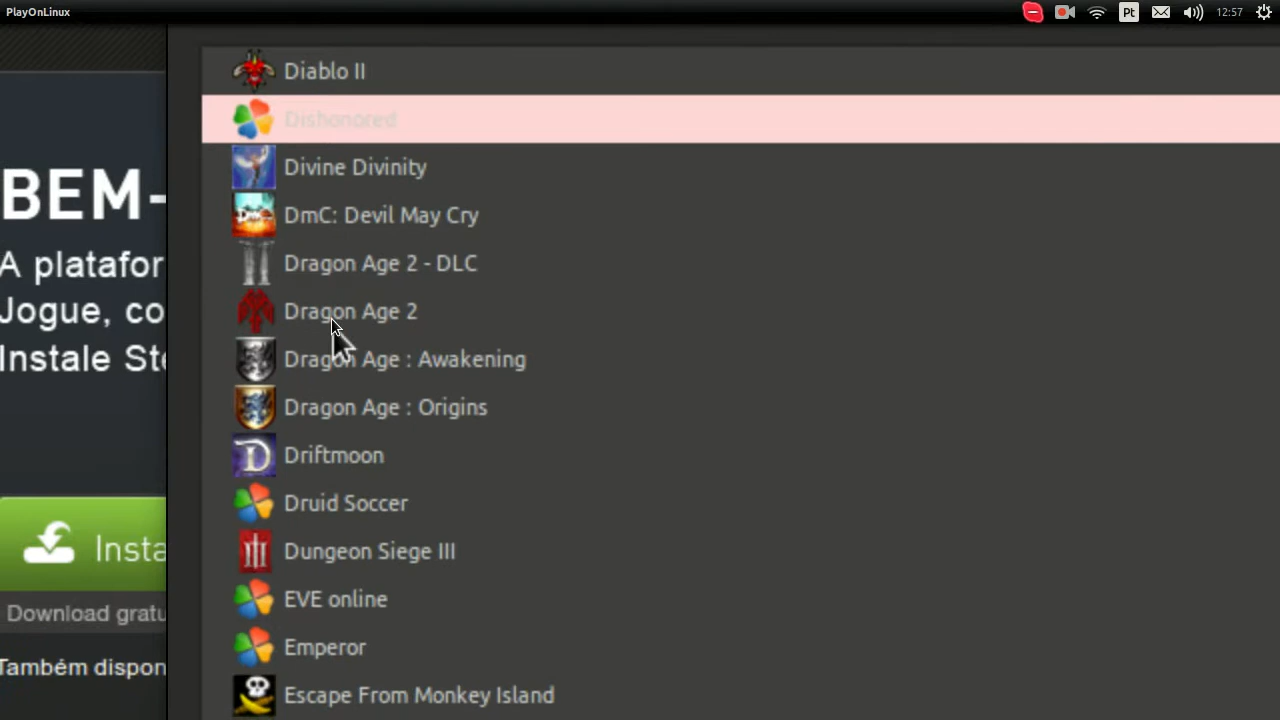 PlayOnLinux
Pt
12:57
BEM-
A platafor
Jogue, co
Instale Ste
Insta
Download gratu
Também dispon
Diablo II
Dishonored
Divine Divinity
DmC: Devil May Cry
Dragon Age 2 - DLC
Dragon Age 2
Dragon Age : Awakening
Dragon Age : Origins
Driftmoon
Druid Soccer
Dungeon Siege III
EVE online
Emperor
Escape From Monkey Island